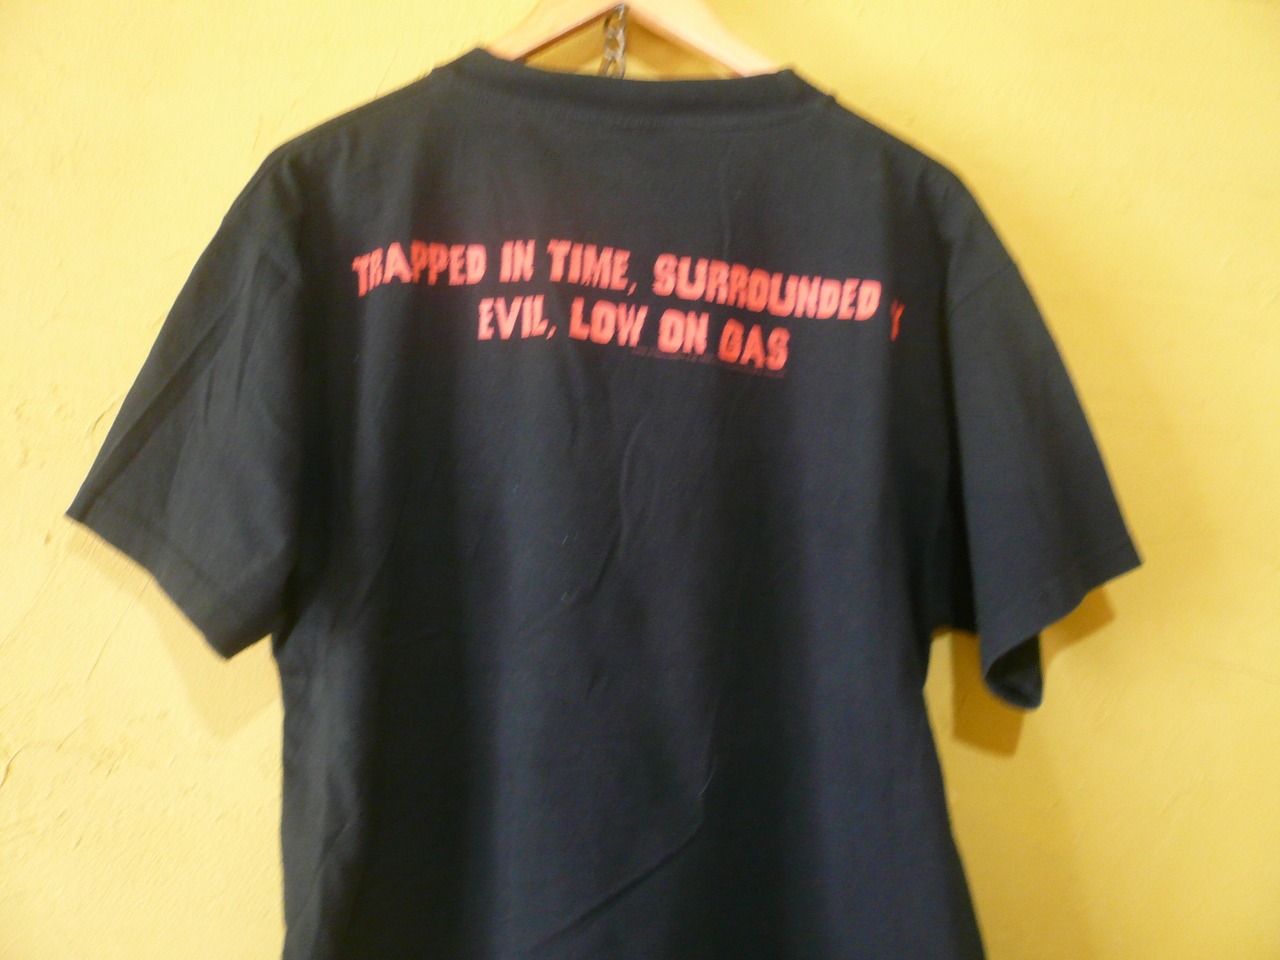 TRAPPED IN TIME, SURROUNDED
EVIL, LOW ON GAS